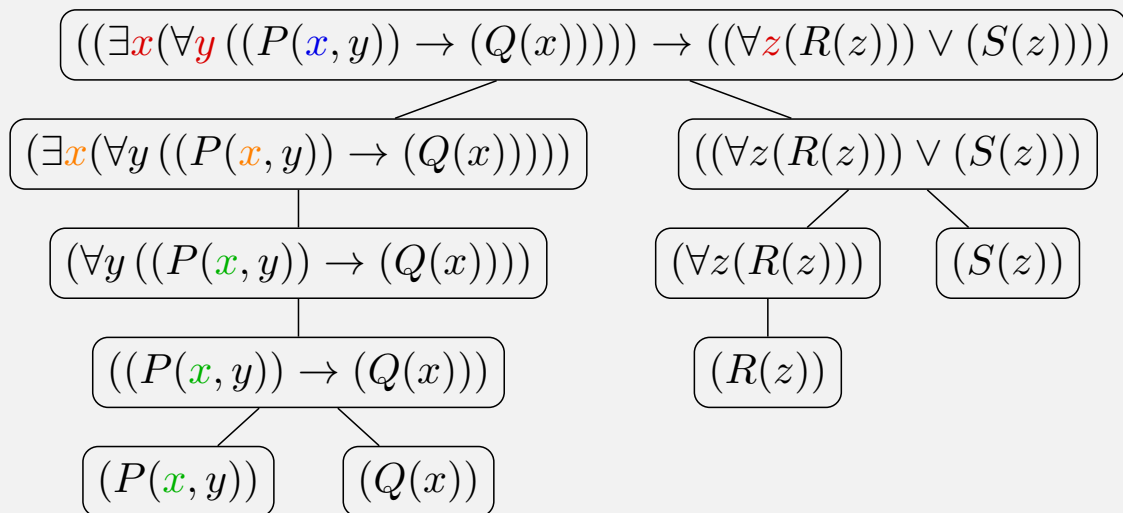 ((∃x(∀y ((P(x, y)) → (Q(x))))) → ((∀z(R(z))) ∨ (S(z))))
(∃x(∀y ((P(x, y)) → (Q(x)))))
((∀z(R(z))) ∨ (S(z)))
(∀y ((P(x, y)) → (Q(x))))
(∀z(R(z)))
(S(z))
((P(x, y)) → (Q(x)))
(R(z))
(P(x, y))
(Q(x))